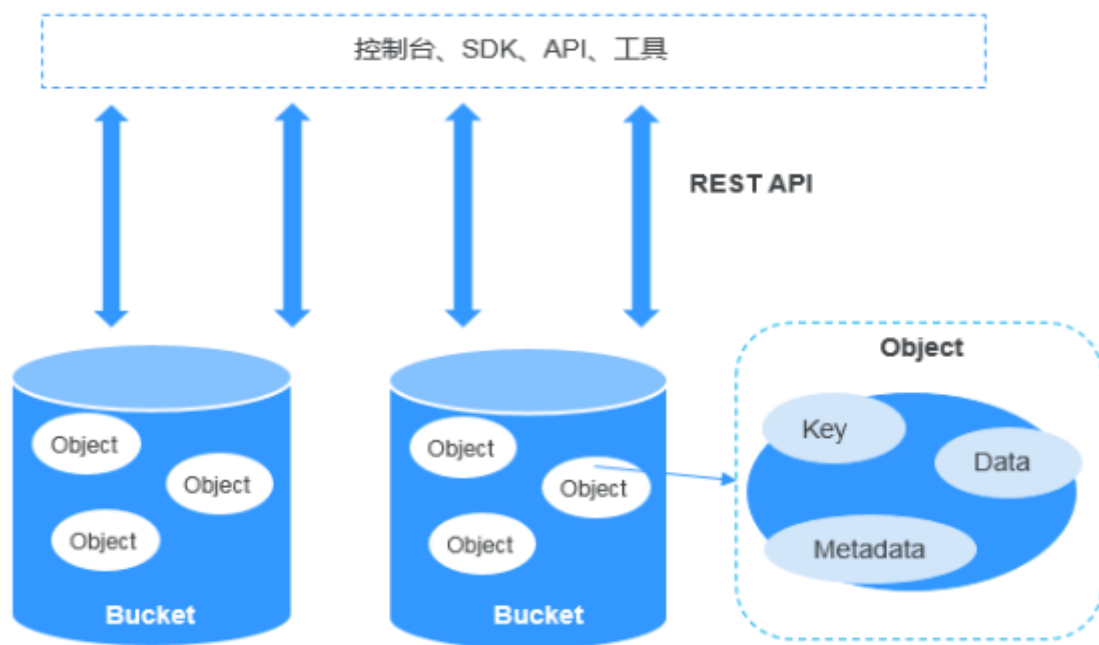 控制台、SDK、API、工具
REST API
Object
Object
Object
Bucket
Object
Object
Object
Bucket
Object
Key
Data
Metadata